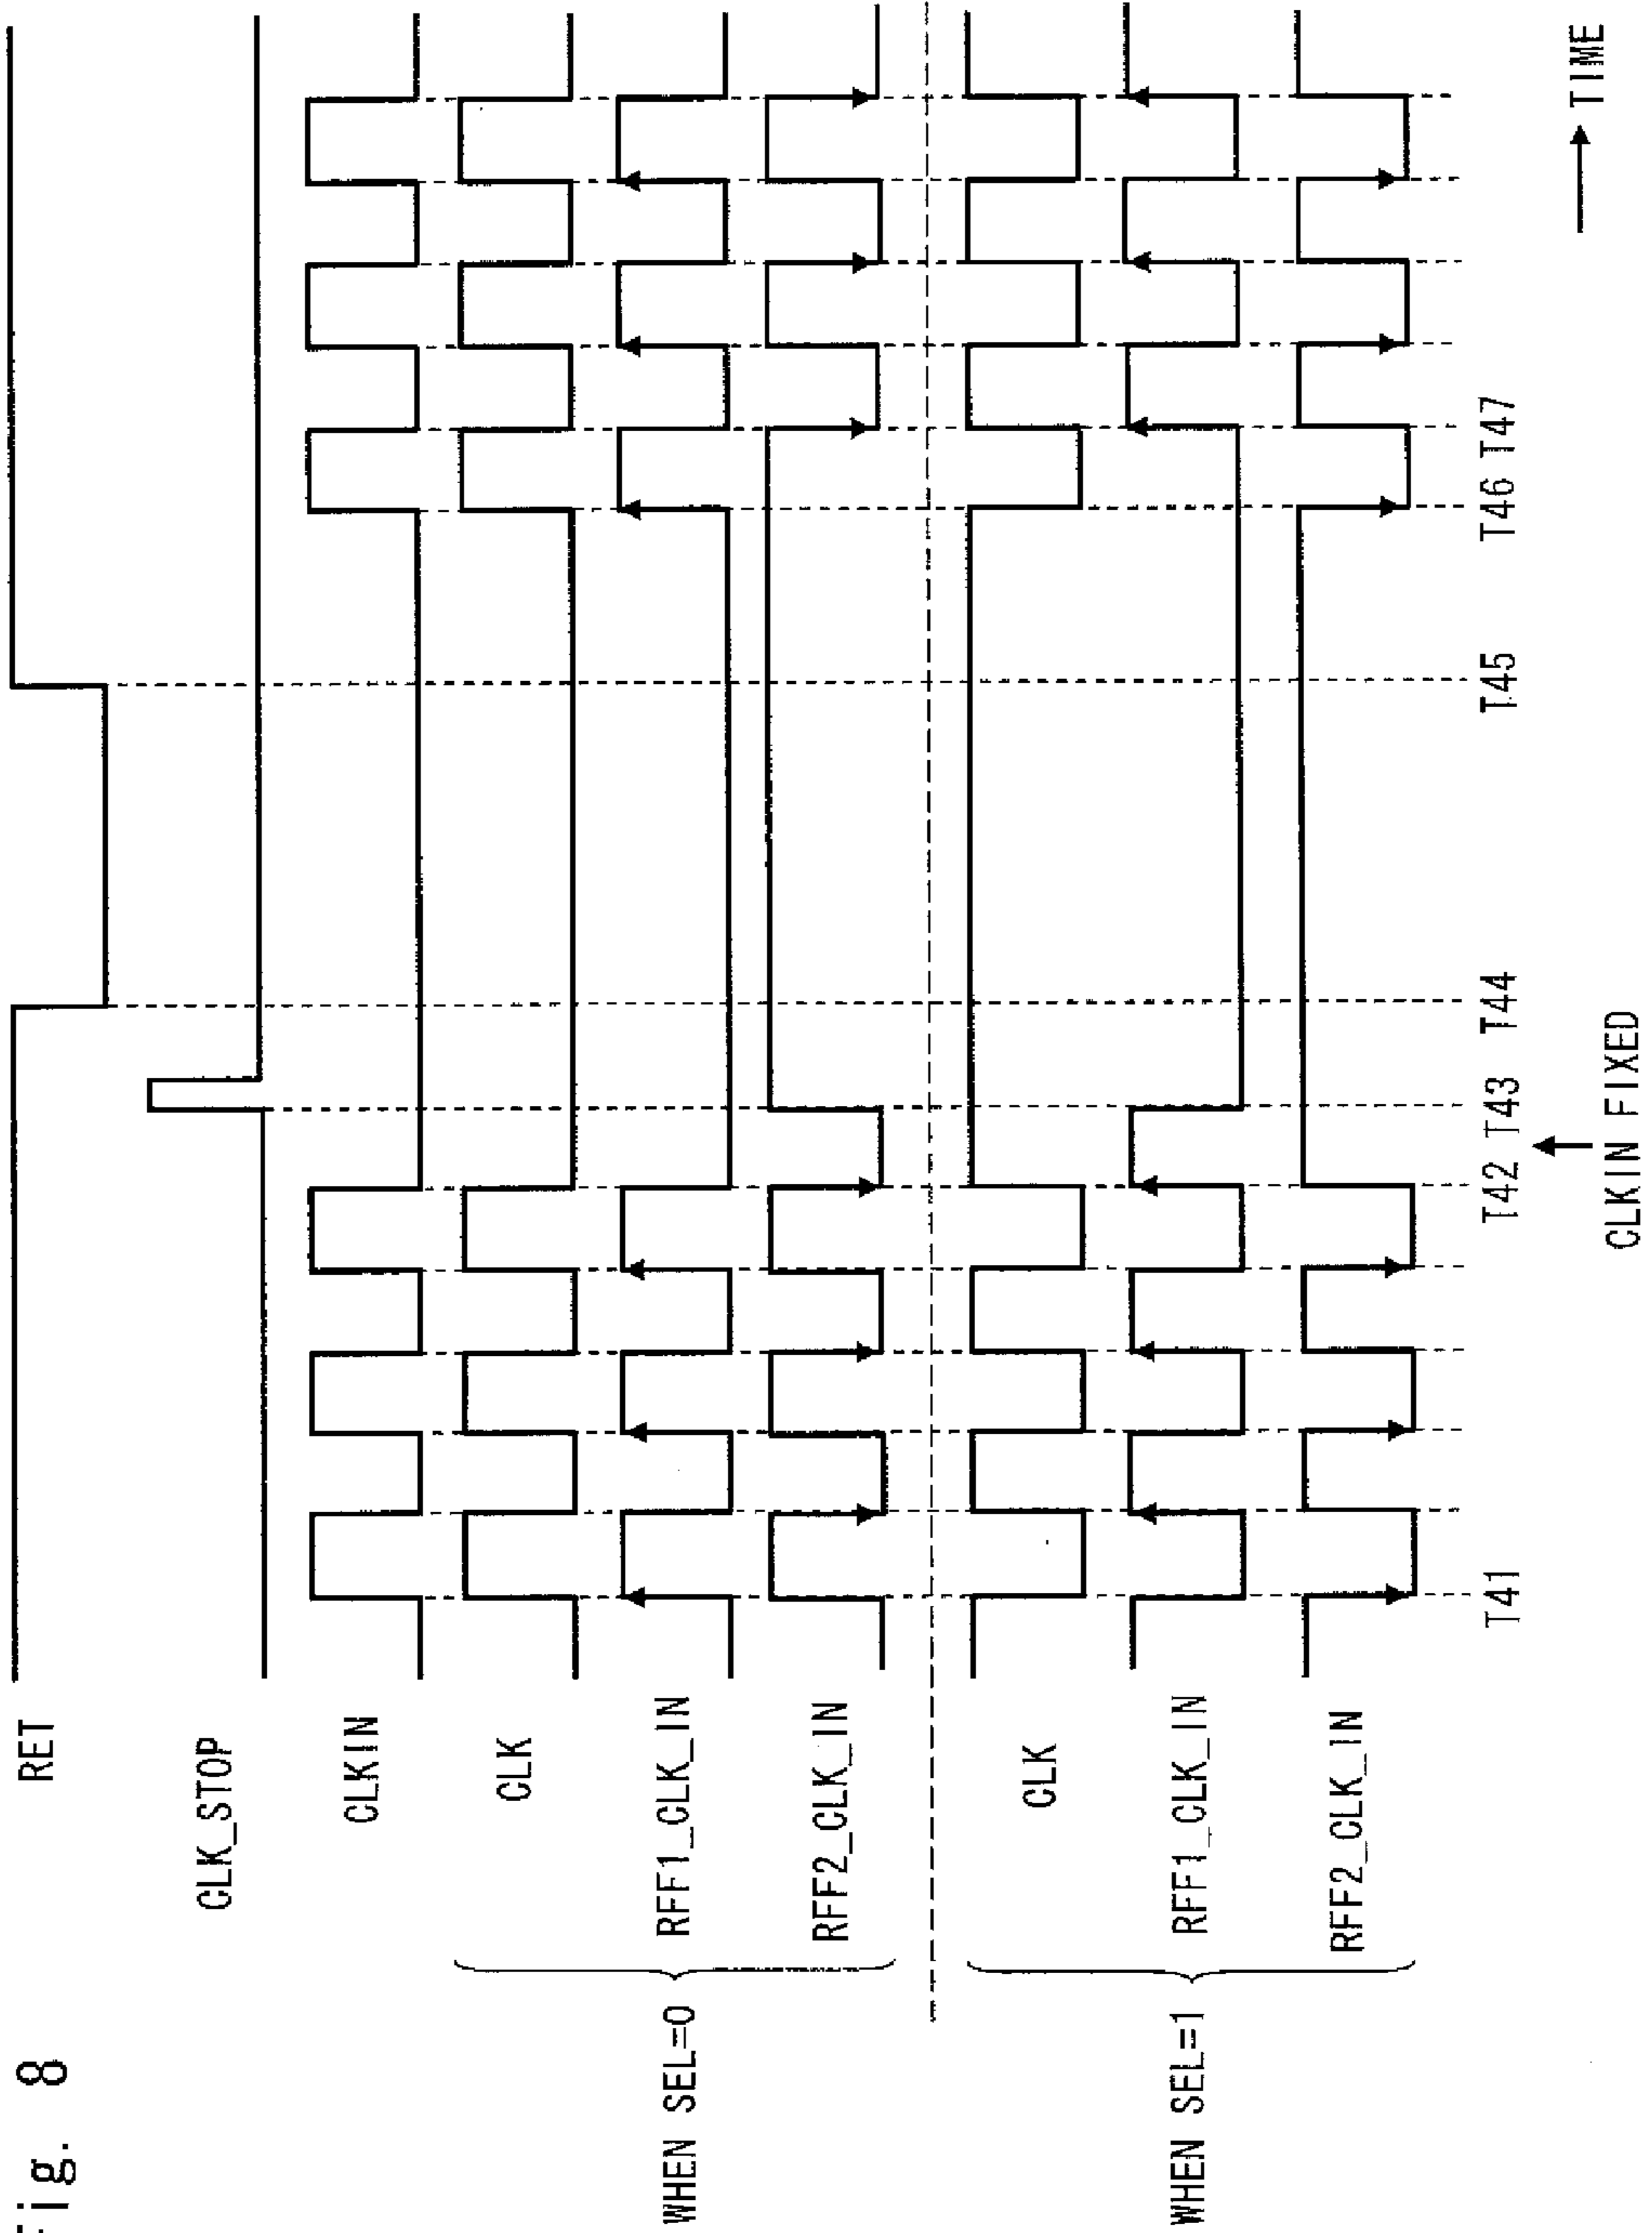 Fig. 8
RET
CLK_STOP
CLKIN
WHEN SEL=0
CLK
RFF1_CLK_IN
RFF2_CLK_IN
WHEN SEL=1
CLK
RFF1_CLK_IN
RFF2_CLK_IN
T41 T42 T43 T44 T45 T46 T47
CLKIN FIXED
TIME